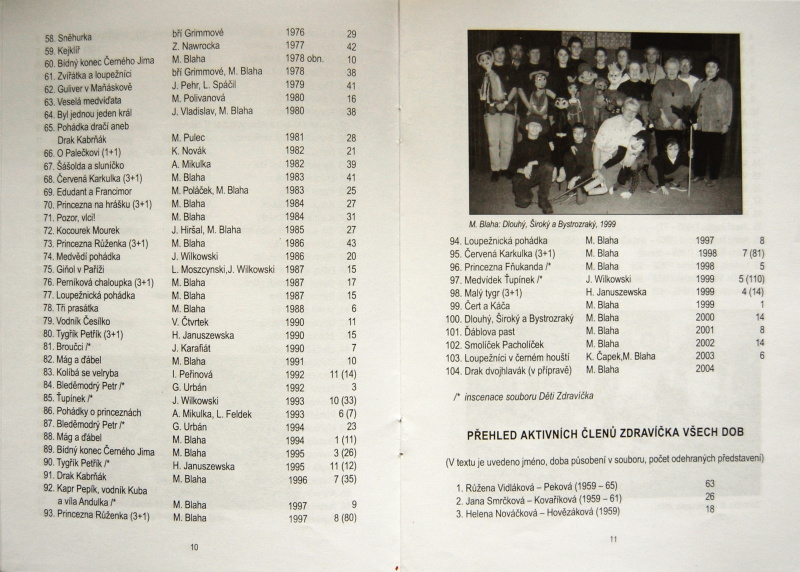 58. Sněhurka bří Grimmové 1976 29
59. Kejklíř Z. Nawrocka 1977 42
60. Bídný konec Černého Jima M. Blaha 1978 obn. 10
61. Zvířátka a loupežníci bří Grimmové, M. Blaha 1978 38
62. Guliver v Maňáskově J. Pehr, L. Spáčil 1979 41
63. Veselá medvíďata M. Polivanová 1980 16
64. Byl jednou jeden král J. Vladislav, M. Blaha 1980 38
65. Pohádka dračí aneb
Drak Kabrňák M. Pulec 1981 28
66. O Palečkovi (1+1) K. Novák 1982 21
67. Šášolda a sluníčko A. Mikulka 1982 39
68. Červená Karkulka (3+1) M. Blaha 1983 41
69. Edudant a Francimor M. Poláček, M. Blaha 1983 25
70. Princezna na hrášku (3+1) M. Blaha 1984 27
71. Pozor, vlci! M. Blaha 1984 31
72. Kocourek Mourek J. Hiršal, M. Blaha 1985 27
73. Princezna Růženka (3+1) M. Blaha 1986 43
74. Medvědí pohádka J. Wilkowski 1986 20
75. Giňol v Paříži L. Moszcynski,J. Wilkowski 1987 15
76. Perníková chaloupka (3+1) M. Blaha 1987 17
77. Loupežnická pohádka M. Blaha 1987 15
78. Tři prasátka M. Blaha 1988 6
79. Vodník Česílko V. Čtvrtek 1990 11
80. Tygřík Petřík (3+1) H. Januszewska 1990 15
81. Broučci /* J. Karafiát 1990 7
82. Mág a ďábel M. Blaha 1991 10
83. Kolíbá se velryba I. Peřinová 1992 11 (14)
84. Bleděmodrý Petr /* G. Urbán 1992 3
85. Ťupínek /* J. Wilkowski 1993 10 (33)
86. Pohádky o princeznách A. Mikulka, L. Feldek 1993 6 (7)
87. Bleděmodrý Petr /* G. Urbán 1994 23
88. Mág a ďábel M. Blaha 1994 1 (11)
89. Bídný konec Černého Jima M. Blaha 1995 3 (26)
90. Tygřík Petřík /* H. Januszewska 1995 11 (12)
91. Drak Kabrňák M. Blaha 1996 7 (35)
92. Kapr Pepík, vodník Kuba
a víla Andulka /* M. Blaha 1997 9
93. Princezna Růženka (3+1) M. Blaha 1997 8 (80)
10
M. Blaha: Dlouhý, Široký a Bystrozraký, 1999
94. Loupežnická pohádka M. Blaha 1997 8
95. Červená Karkulka (3+1) M. Blaha 1998 7 (81)
96. Princezna Fňukanda /* M. Blaha 1998 5
97. Medvídek Ťupínek /* J. Wilkowski 1999 5 (110)
98. Malý tygr (3+1) H. Januszewska 1999 4 (14)
99. Čert a Káča M. Blaha 1999 1
100. Dlouhý, Široký a Bystrozraký M. Blaha 2000 14
101. Ďáblova past M. Blaha 2001 8
102. Smolíček Pacholíček M. Blaha 2002 14
103. Loupežníci v černém houští K. Čapek,M. Blaha 2003 6
104. Drak dvojhlavák (v přípravě) M. Blaha 2004
/* inscenace souboru Děti Zdravíčka
PŘEHLED AKTIVNÍCH ČLENŮ ZDRAVÍČKA VŠECH DOB
(V textu je uvedeno jméno, doba působení v souboru, počet odehraných představení)
1. Růžena Vidláková – Peková (1959 – 65) 63
2. Jana Smrčková – Kovaříková (1959 – 61) 26
3. Helena Nováčková – Hovězáková (1959) 18
11